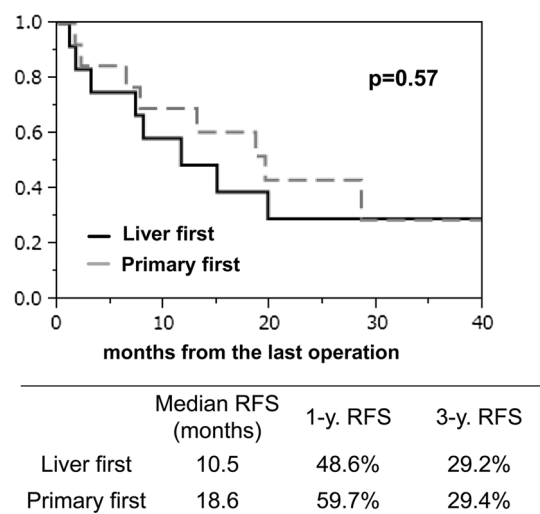 1.0
0.8
0.6
0.4
0.2
0.0
p=0.57
Liver first
Primary first
0 10 20 30 40
months from the last operation
Median RFS (months) 1-y. RFS 3-y. RFS
Liver first 10.5 48.6% 29.2%
Primary first 18.6 59.7% 29.4%